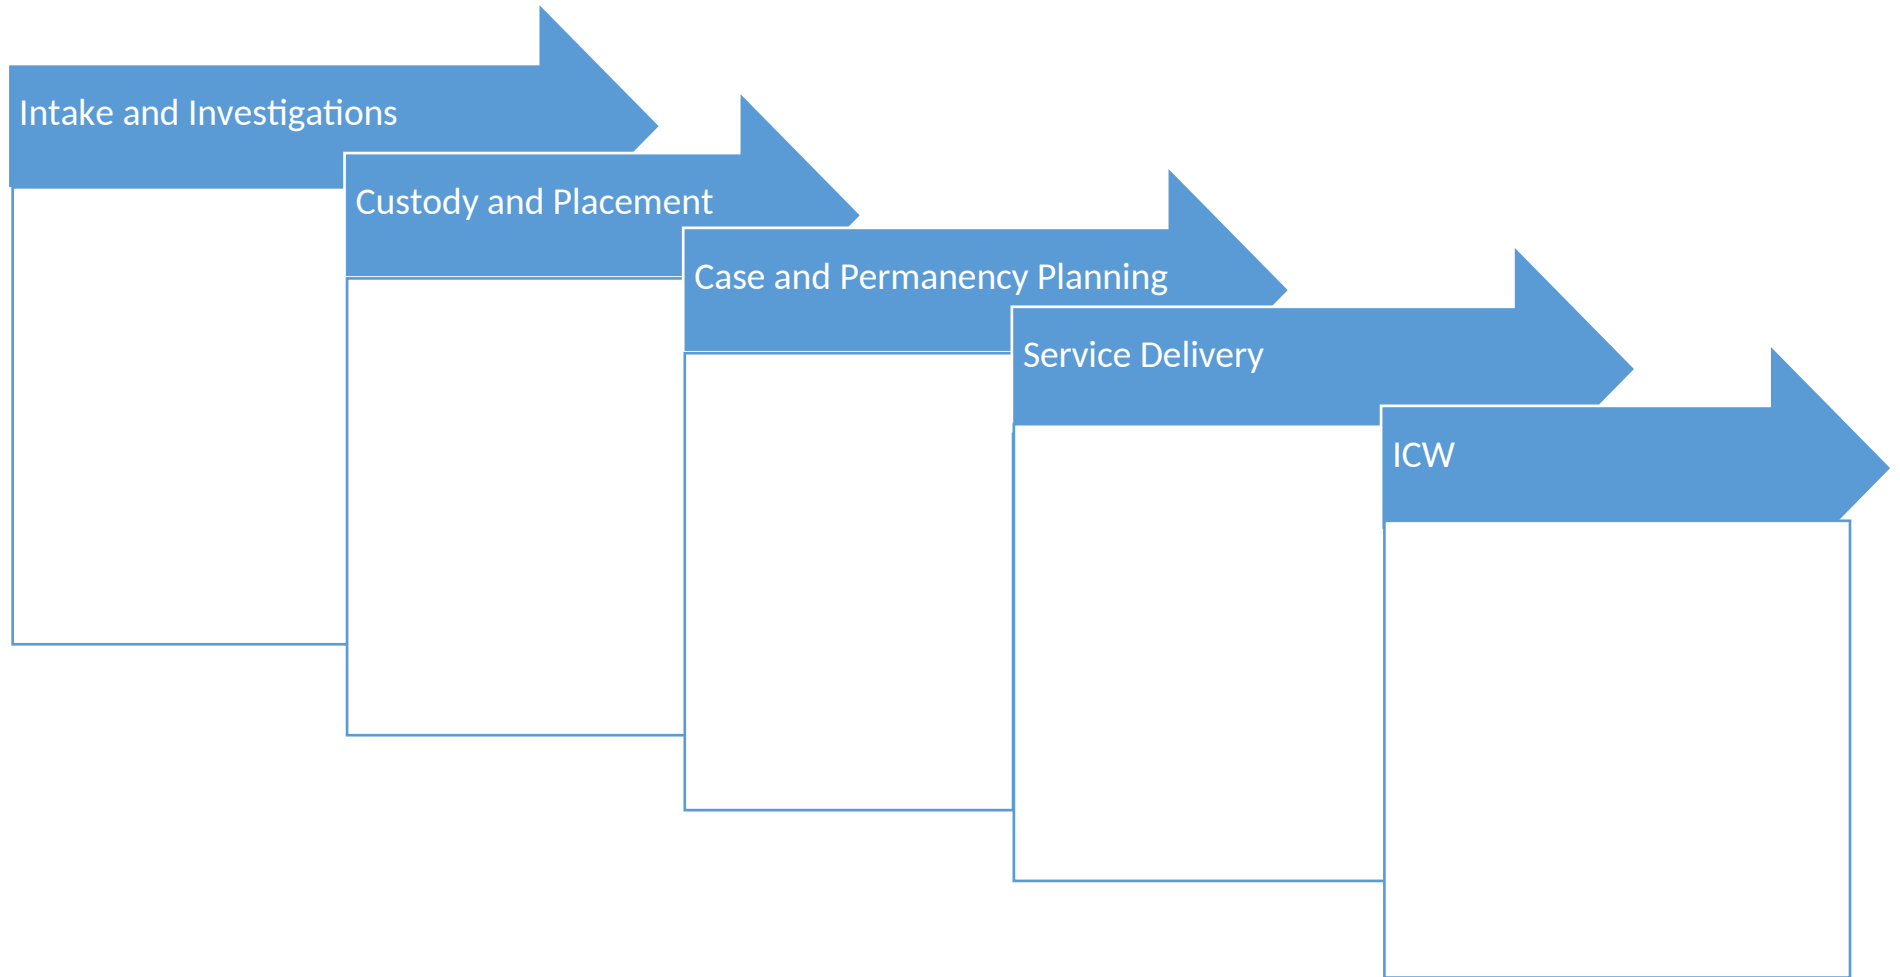 Intake and Investigations
Custody and Placement
Case and Permanency Planning
Service Delivery
ICW